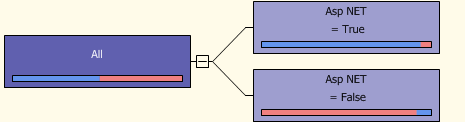 All
Asp NET
= True
Asp NET
= False